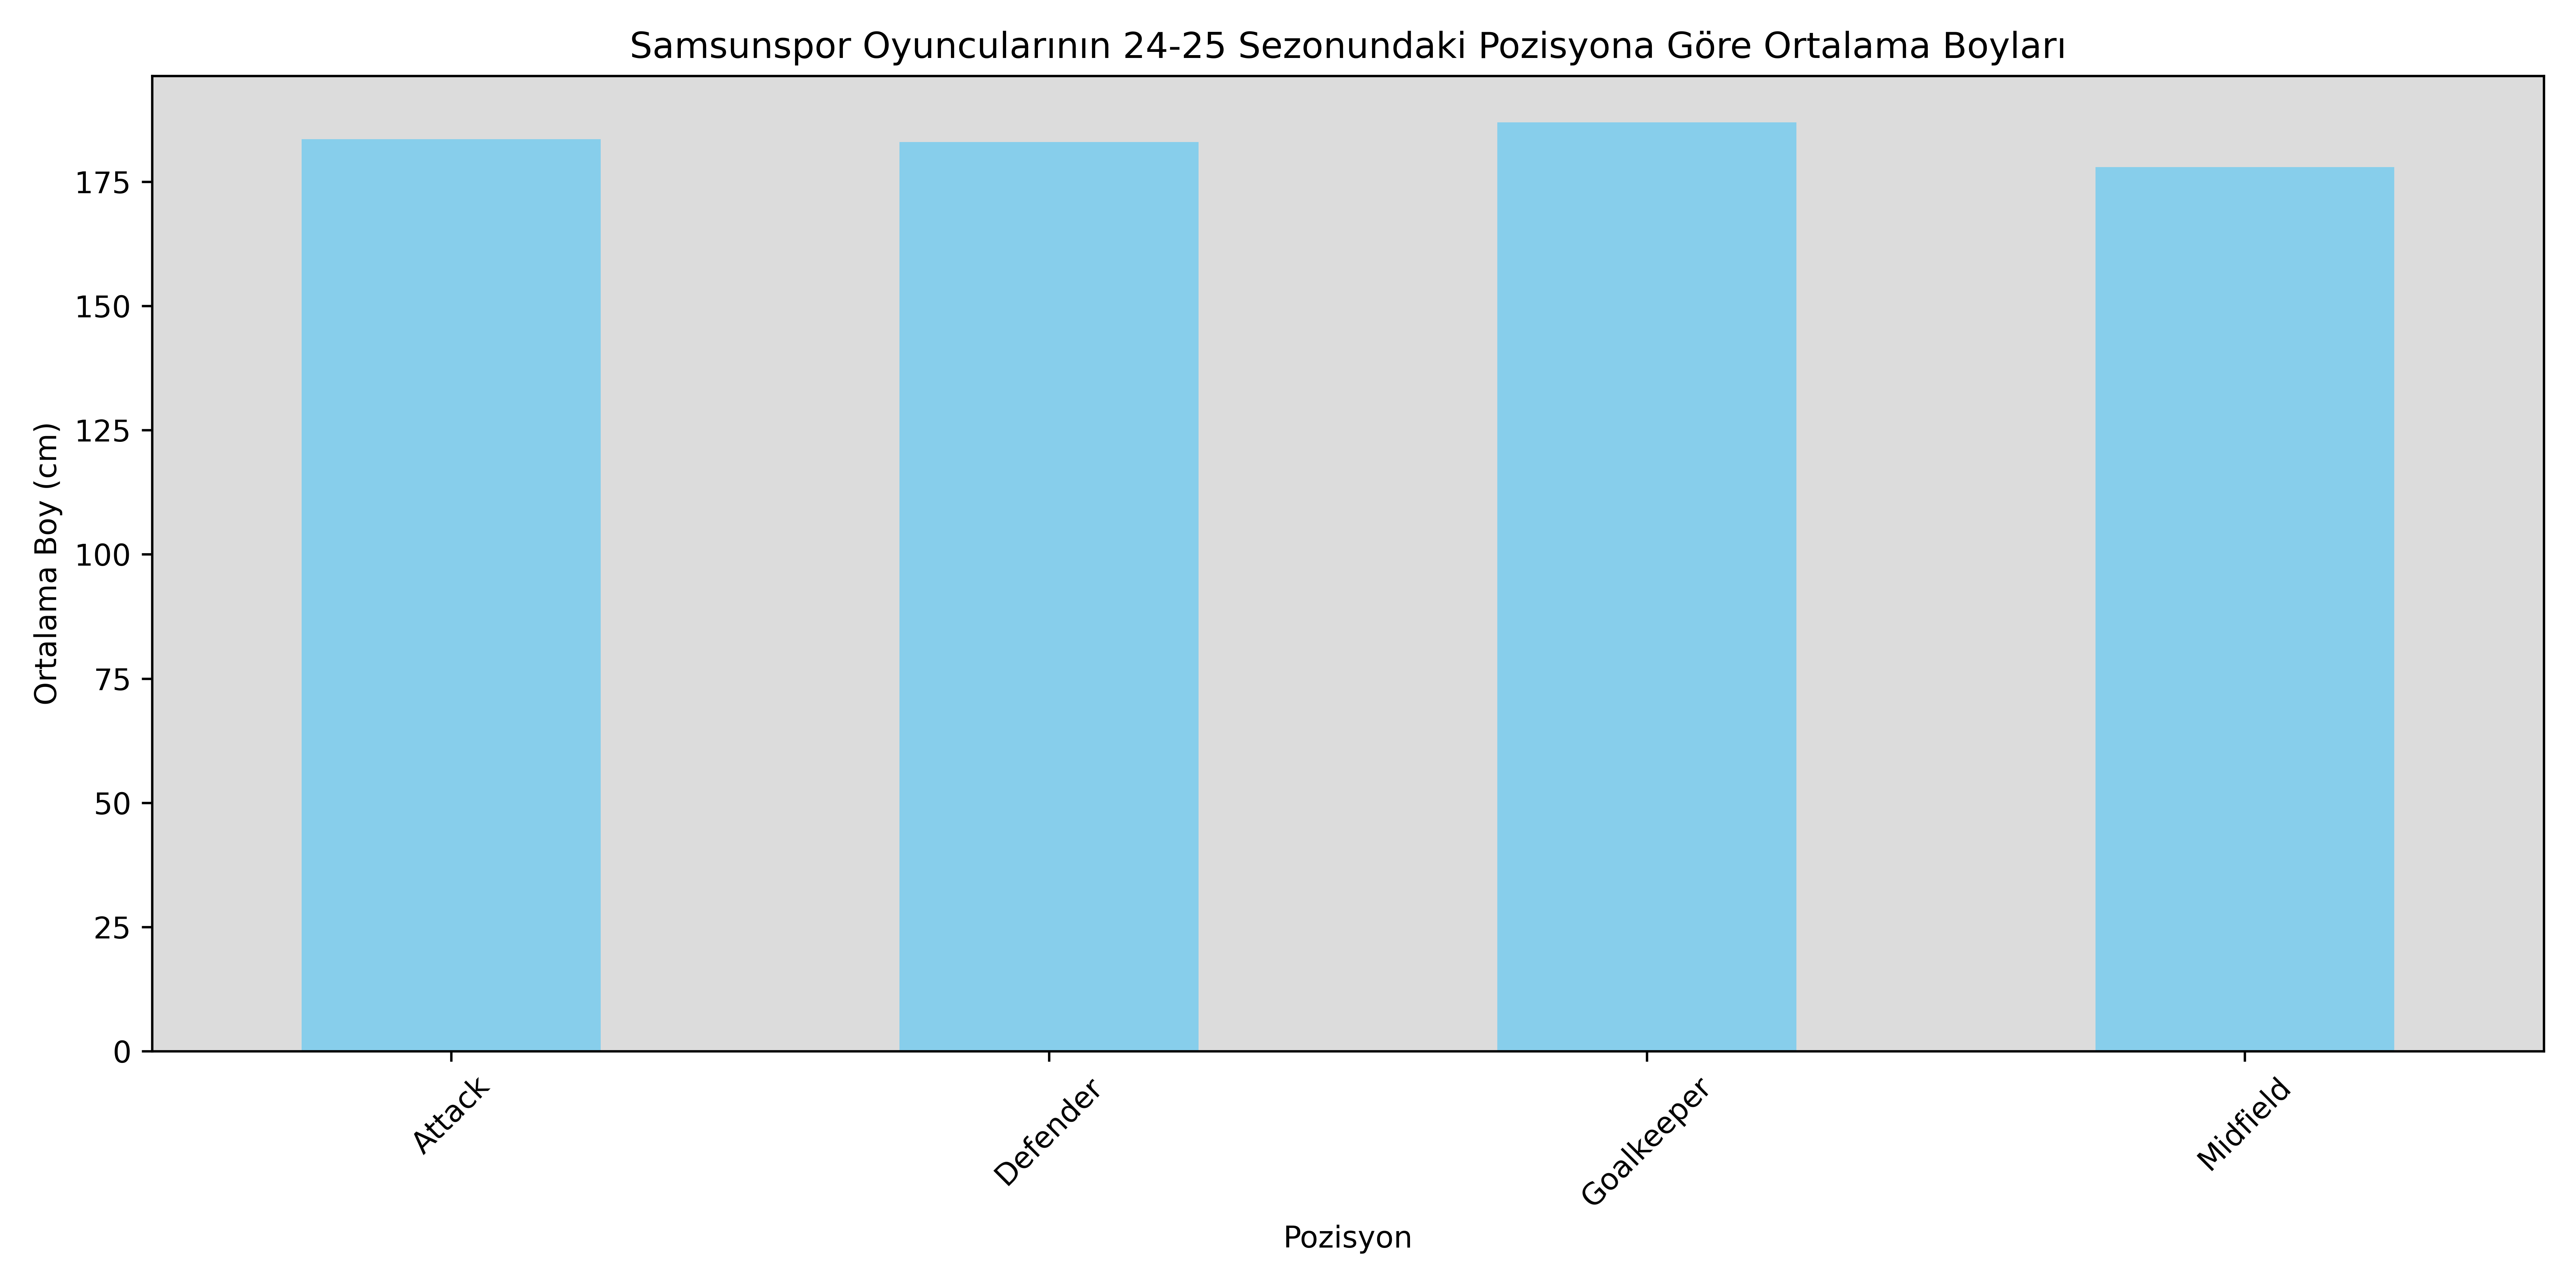 Samsunspor Oyuncularının 24-25 Sezonundaki Pozisyona Göre Ortalama Boyları
Ortalama Boy (cm)
175
150
125
100
75
50
25
0
Attack
Defender
Goalkeeper
Midfield
Pozisyon